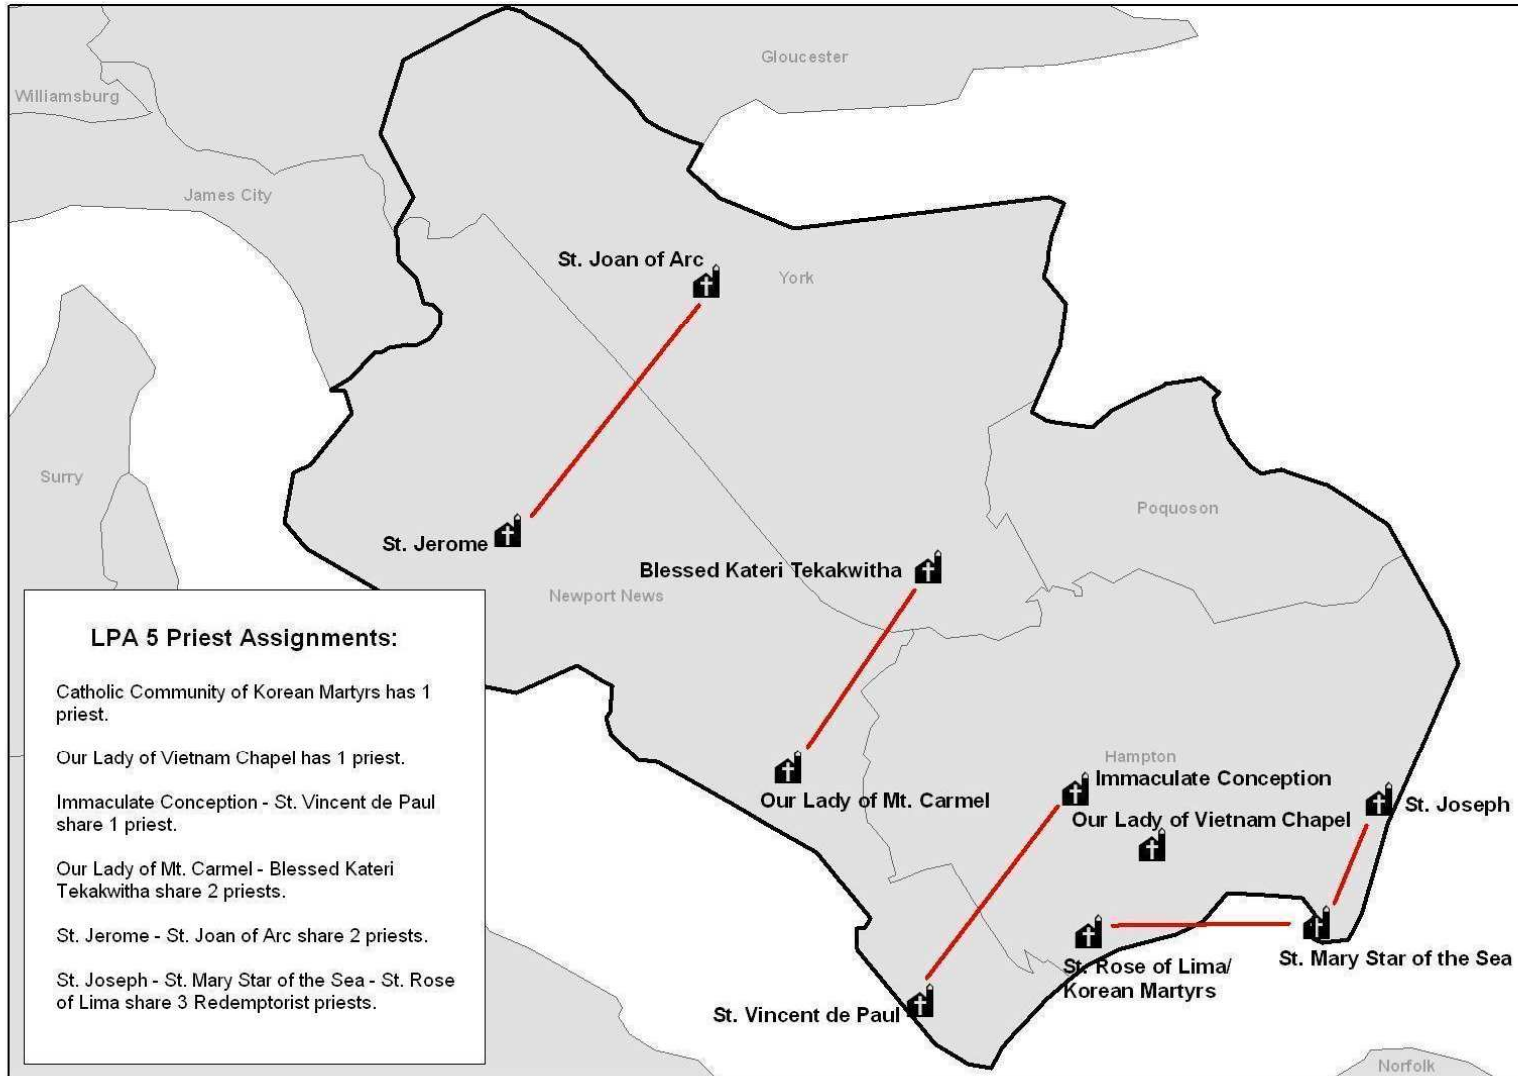 Gloucester
Williamsburg
James City
St. Joan of Arc
York
Surry
Poquoson
St. Jerome
Blessed Kateri Tekakwitha
Newport News
LPA 5 Priest Assignments:
Catholic Community of Korean Martyrs has 1
priest.
Our Lady of Vietnam Chapel has 1 priest.
Immaculate Conception - St. Vincent de Paul
share 1 priest.
Our Lady of Mt. Carmel - Blessed Kateri
Tekakwitha share 2 priests.
St. Jerome - St. Joan of Arc share 2 priests.
St. Joseph - St. Mary Star of the Sea - St. Rose
of Lima share 3 Redemptorist priests.
Hampton
Immaculate Conception
Our Lady of Mt. Carmel
St. Joseph
Our Lady of Vietnam Chapel
St. Rose of Lima/
Korean Martyrs
St. Mary Star of the Sea
St. Vincent de Paul
Norfolk